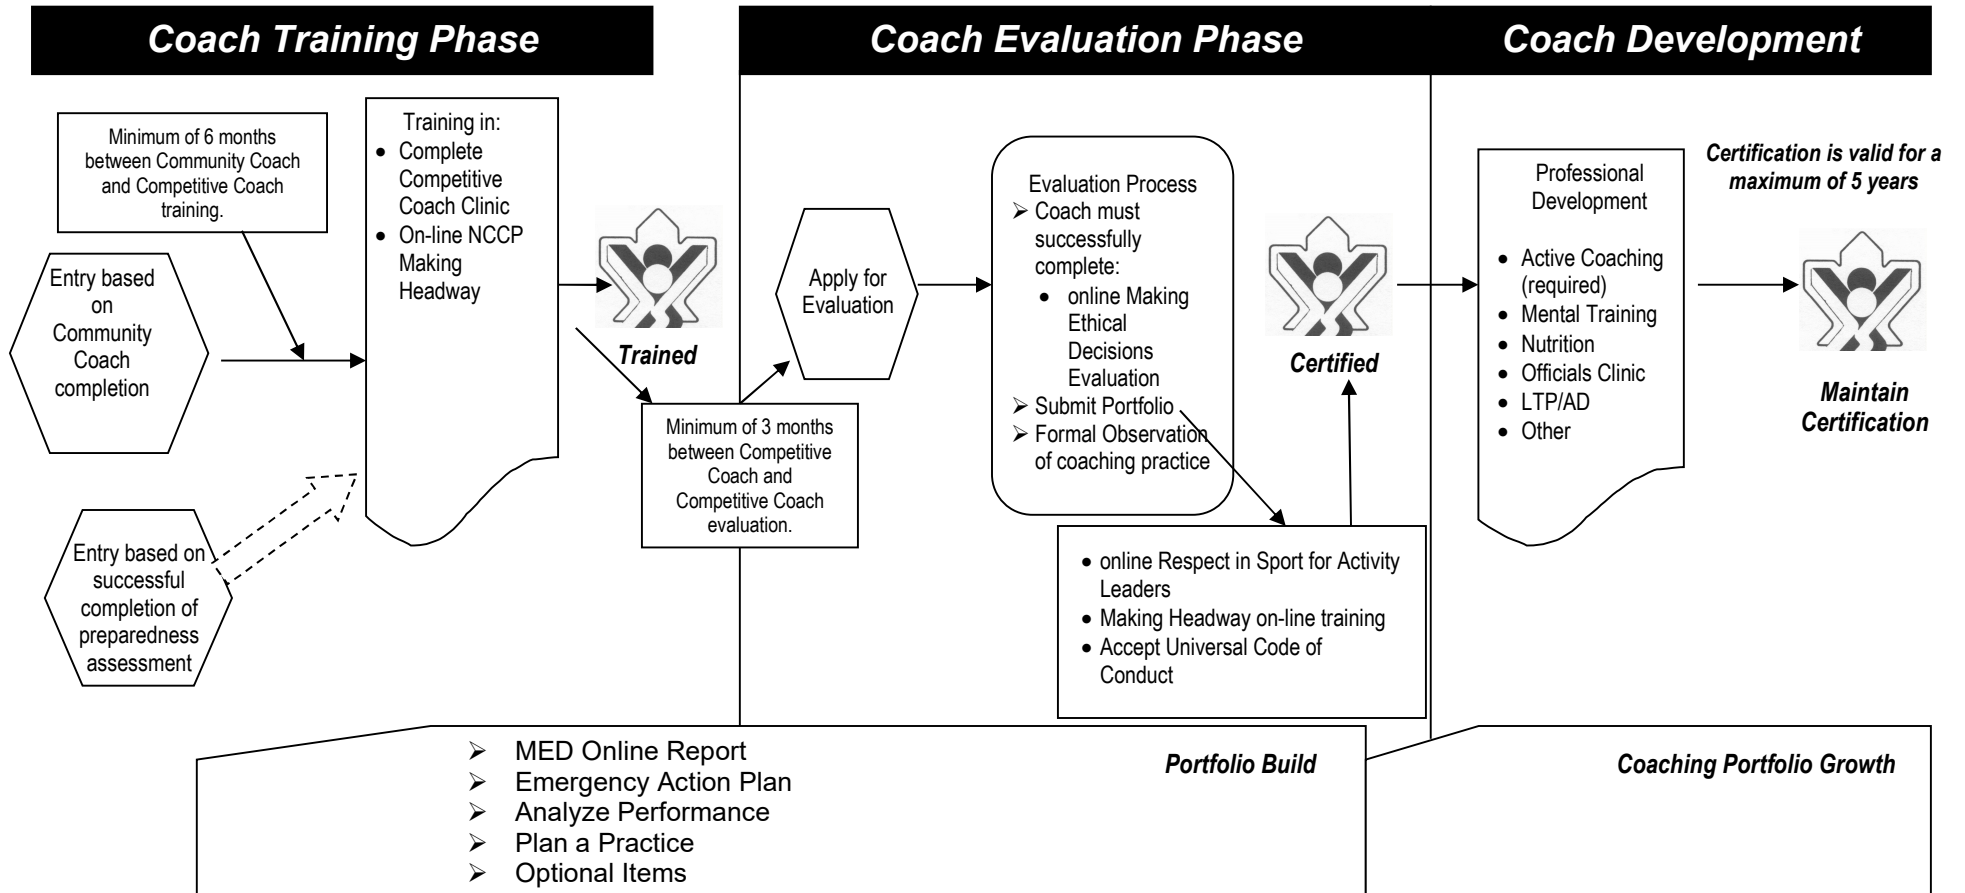 Coach Training Phase
Coach Evaluation Phase
Coach Development
Minimum of 6 months
between Community Coach
and Competitive Coach
training.
Entry based
on
Community
Coach
completion
Entry based on
successful
completion of
preparedness
assessment
Training in:
• Complete
Competitive
Coach Clinic
• On-line NCCP
Making
Headway
Trained
Minimum of 3 months
between Competitive
Coach and
Competitive Coach
evaluation.
Apply for
Evaluation
Evaluation Process
➢ Coach must
successfully
complete:
• online Making
Ethical
Decisions
Evaluation
➢ Submit Portfolio
➢ Formal Observation
of coaching practice
Certified
• online Respect in Sport for Activity
Leaders
• Making Headway on-line training
• Accept Universal Code of
Conduct
Professional
Development
• Active Coaching
(required)
• Mental Training
• Nutrition
• Officials Clinic
• LTP/AD
• Other
Certification is valid for a
maximum of 5 years
Maintain
Certification
➢ MED Online Report
➢ Emergency Action Plan
➢ Analyze Performance
➢ Plan a Practice
➢ Optional Items
Portfolio Build
Coaching Portfolio Growth